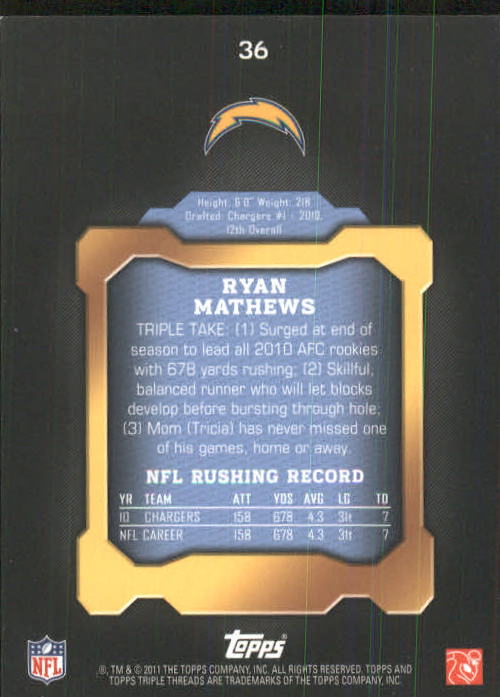 36
Height: 6'0" Weight: 218
Drafted: Chargers #1 - 2010,
12th Overall
RYAN
MATHEWS
TRIPLE TAKE: (1) Surged at end of
season to lead all 2010 AFC rookies
with 678 yards rushing; (2) Skillful,
balanced runner who will let blocks
develop before bursting through hole;
(3) Mom (Tricia) has never missed one
of his games, home or away.
NFL RUSHING RECORD
YR TEAM ATT YDS AVG LG TD
10 CHARGERS 158 678 4.3 31t 7
NFL CAREER 158 678 4.3 31t 7
NFL
Topps®
®, TM & © 2011 THE TOPPS COMPANY, INC. ALL RIGHTS RESERVED. TOPPS AND
TOPPS TRIPLE THREADS ARE TRADEMARKS OF THE TOPPS COMPANY, INC.